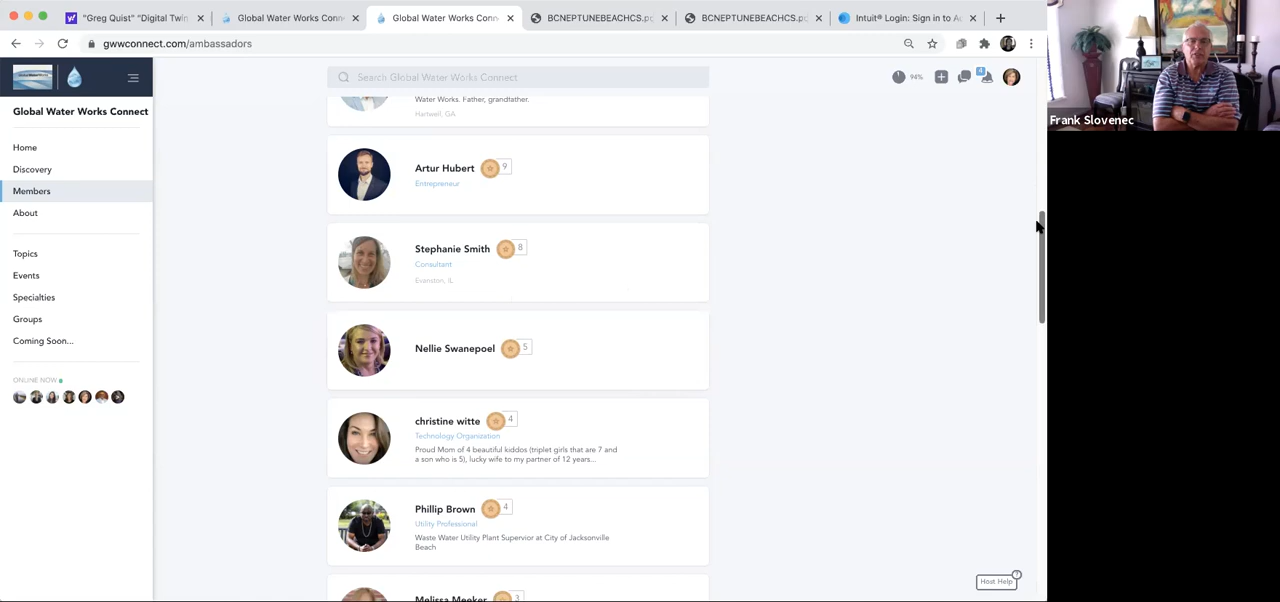 "Greg Quist" "Digital Twin
Global Water Works Conn
Global Water Works Conn
BCNEPTUNEBEACHCS.pd
BCNEPTUNEBEACHCS.pd
Intuit® Login: Sign in to Ac
gwwconnect.com/ambassadors
Search Global Water Works Connect
94%
4
Global Water Works Connect
Home
Discovery
Members
About
Topics
Events
Specialties
Groups
Coming Soon...
ONLINE NOW
Water Works. Father, grandfather.
Hartwell, GA
Artur Hubert 9
Entrepreneur
Stephanie Smith 8
Consultant
Evanston, IL
Nellie Swanepoel 5
christine witte 4
Technology Organization
Proud Mom of 4 beautiful kiddos (triplet girls that are 7 and
a son who is 5), lucky wife to my partner of 12 years...
Phillip Brown 4
Utility Professional
Waste Water Utility Plant Supervior at City of Jacksonville
Beach
Melissa Meeker 3
Host Help ?
Frank Slovenec